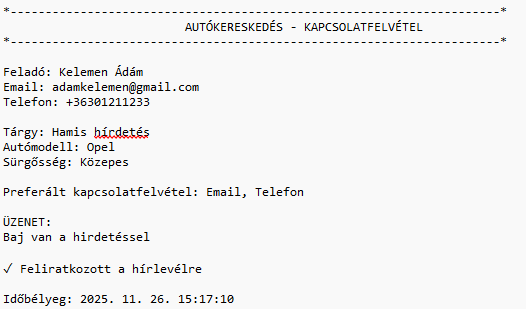 *----------------------------------------------------------------------*
AUTÓKERESKEDÉS - KAPCSOLATFELVÉTEL
*----------------------------------------------------------------------*
Feladó: Kelemen Ádám
Email: adamkelemen@gmail.com
Telefon: +36301211233
Tárgy: Hamis hírdetés
Autómodell: Opel
Sürgősség: Közepes
Preferált kapcsolatfelvétel: Email, Telefon
ÜZENET:
Baj van a hirdetéssel
✓ Feliratkozott a hírlevélre
Időbélyeg: 2025. 11. 26. 15:17:10